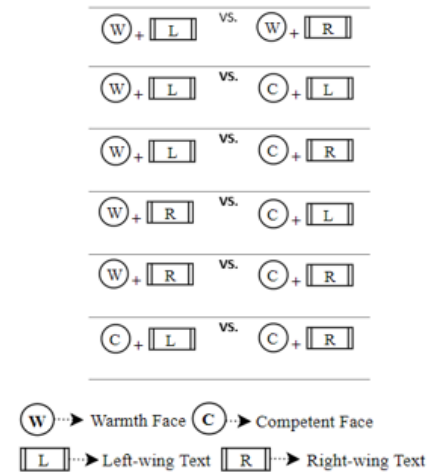 W + L vs. W + R
W + L vs. C + L
W + L vs. C + R
W + R vs. C + L
W + R vs. C + R
C + L vs. C + R
W Warmth Face C Competent Face
L Left-wing Text R Right-wing Text